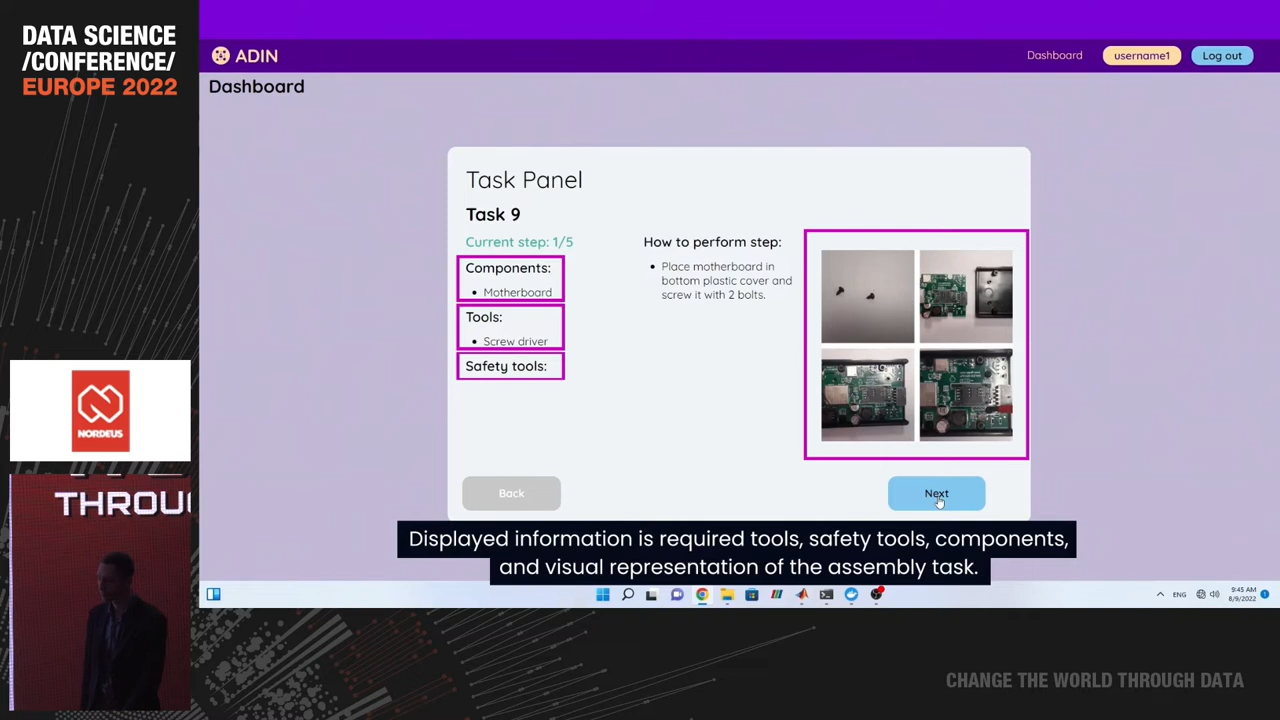 DATA SCIENCE
/CONFERENCE/
EUROPE 2022
ADIN
Dashboard
username1
Log out
Dashboard
Task Panel
Task 9
Current step: 1/5
Components:
• Motherboard
Tools:
• Screw driver
Safety tools:
How to perform step:
• Place motherboard in
bottom plastic cover and
screw it with 2 bolts.
Back
Next
Displayed information is required tools, safety tools, components,
and visual representation of the assembly task.
ENG
9:45 AM
8/9/2022
NORDEUS
THROU
CHANGE THE WORLD THROUGH DATA